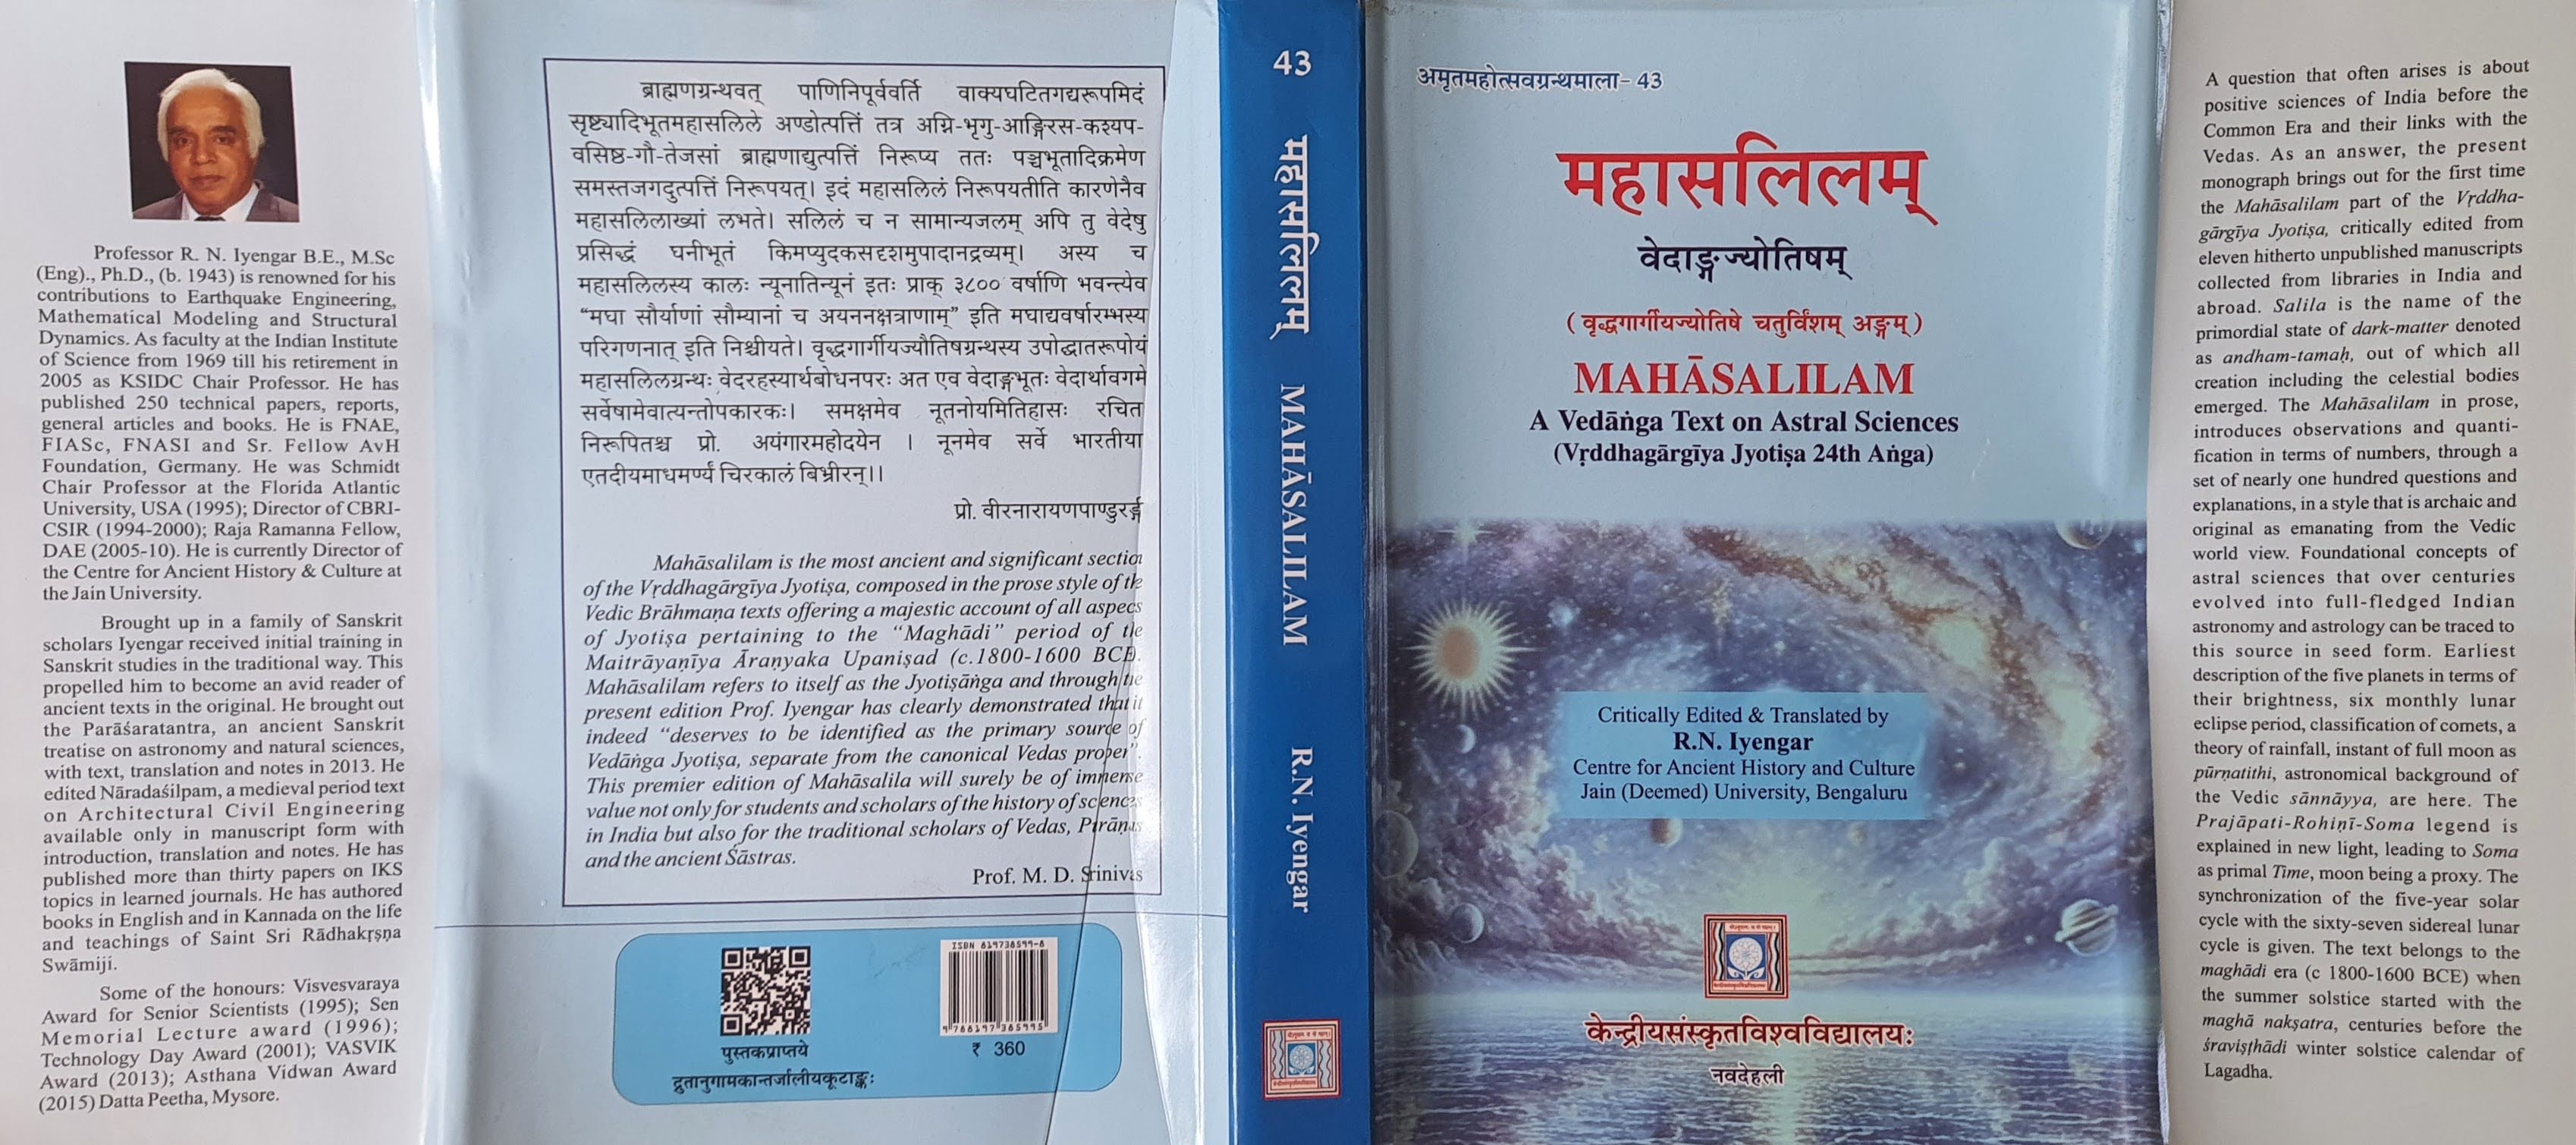 Professor R. N. Iyengar B.E., M.Sc
(Eng)., Ph.D., (b. 1943) is renowned for his
contributions to Earthquake Engineering,
Mathematical Modeling and Structural
Dynamics. As faculty at the Indian Institute
of Science from 1969 till his retirement in
2005 as KSIDC Chair Professor. He has
published 250 technical papers, reports,
general articles and books. He is FNAE,
FIASc, FNASI and Sr. Fellow AvH
Foundation, Germany. He was Schmidt
Chair Professor at the Florida Atlantic
University, USA (1995); Director of CBRI-
CSIR (1994-2000); Raja Ramanna Fellow,
DAE (2005-10). He is currently Director of
the Centre for Ancient History & Culture at
the Jain University.
Brought up in a family of Sanskrit
scholars Iyengar received initial training in
Sanskrit studies in the traditional way. This
propelled him to become an avid reader of
ancient texts in the original. He brought out
the Parāśaratantra, an ancient Sanskrit
treatise on astronomy and natural sciences,
with text, translation and notes in 2013. He
edited Nāradaśilpam, a medieval period text
on Architectural Civil Engineering
available only in manuscript form with
introduction, translation and notes. He has
published more than thirty papers on IKS
topics in learned journals. He has authored
books in English and in Kannada on the life
and teachings of Saint Sri Rādhakṛṣṇa
Swāmiji.
Some of the honours: Visvesvaraya
Award for Senior Scientists (1995); Sen
Memorial Lecture award (1996);
Technology Day Award (2001); VASVIK
Award (2013); Asthana Vidwan Award
(2015) Datta Peetha, Mysore.
ब्राह्मणग्रन्थवत् पाणिनिपूर्ववर्ति वाक्यघटितगद्यरूपमिदं
सृष्ट्यादिभूतमहासलिले अण्डोत्पत्तिं तत्र अग्नि-भृगु-आङ्गिरस-कश्यप-
वसिष्ठ-गौ-तेजसां ब्राह्मणाद्युत्पत्तिं निरूप्य ततः पञ्चभूतादिक्रमेण
समस्तजगदुत्पत्तिं निरूपयत्। इदं महासलिलं निरूपयतीति कारणेनैव
महासलिलाख्यां लभते। सलिलं च न सामान्यजलम् अपि तु वेदेषु
प्रसिद्धं घनीभूतं किमप्युदकसदृशमुपादानद्रव्यम्। अस्य च
महासलिलस्य कालः न्यूनातिन्यूनं इतः प्राक् ३८०० वर्षाणि भवन्त्येव
“मघा सौर्याणां सौम्यानां च अयननक्षत्राणाम्” इति मघाद्यवर्षारम्भस्य
परिगणनात् इति निश्चीयते। वृद्धगार्गीयज्यौतिषग्रन्थस्य उपोद्घातरूपोयं
महासलिलग्रन्थः वेदरहस्यार्थबोधनपरः अत एव वेदाङ्गभूतः वेदार्थावगमे
सर्वेषामेवात्यन्तोपकारकः। समक्षमेव नूतनोयमितिहासः रचित
निरूपितश्च प्रो. अयंगारमहोदयेन । नूनमेव सर्वे भारतीया
एतदीयमाधमर्ण्यं चिरकालं बिभ्रीरन्।।
प्रो. वीरनारायणपाण्डुरङ्ग
Mahāsalilam is the most ancient and significant section
of the Vṛddhagārgīya Jyotiṣa, composed in the prose style of the
Vedic Brāhmaṇa texts offering a majestic account of all aspecs
of Jyotiṣa pertaining to the “Maghādi” period of the
Maitrāyaṇīya Āraṇyaka Upaniṣad (c.1800-1600 BCE).
Mahāsalilam refers to itself as the Jyotiṣāṅga and through the
present edition Prof. Iyengar has clearly demonstrated that it
indeed “deserves to be identified as the primary source of
Vedāṅga Jyotiṣa, separate from the canonical Vedas proper”.
This premier edition of Mahāsalila will surely be of immense
value not only for students and scholars of the history of sciences
in India but also for the traditional scholars of Vedas, Purāṇas
and the ancient Śāstras.
Prof. M. D. Srinivas
पुस्तकप्राप्तये
द्रुतानुगामकान्तर्जालीयकूटाङ्कः
ISBN 819738599-8
9 788197 385995
₹ 360
43
महासलिलम्
MAHĀSALILAM
R.N. Iyengar
अमृतमहोत्सवग्रन्थमाला- 43
महासलिलम्
वेदाङ्गज्योतिषम्
( वृद्धगार्गीयज्योतिषे चतुर्विंशम् अङ्गम् )
MAHĀSALILAM
A Vedāṅga Text on Astral Sciences
(Vṛddhagārgīya Jyotiṣa 24th Aṅga)
Critically Edited & Translated by
R.N. Iyengar
Centre for Ancient History and Culture
Jain (Deemed) University, Bengaluru
केन्द्रीयसंस्कृतविश्वविद्यालयः
नवदेहली
A question that often arises is about
positive sciences of India before the
Common Era and their links with the
Vedas. As an answer, the present
monograph brings out for the first time
the Mahāsalilam part of the Vṛddha-
gārgīya Jyotiṣa, critically edited from
eleven hitherto unpublished manuscripts
collected from libraries in India and
abroad. Salila is the name of the
primordial state of dark-matter denoted
as andham-tamaḥ, out of which all
creation including the celestial bodies
emerged. The Mahāsalilam in prose,
introduces observations and quanti-
fication in terms of numbers, through a
set of nearly one hundred questions and
explanations, in a style that is archaic and
original as emanating from the Vedic
world view. Foundational concepts of
astral sciences that over centuries
evolved into full-fledged Indian
astronomy and astrology can be traced to
this source in seed form. Earliest
description of the five planets in terms of
their brightness, six monthly lunar
eclipse period, classification of comets, a
theory of rainfall, instant of full moon as
pūrṇatithi, astronomical background of
the Vedic sānnāyya, are here. The
Prajāpati-Rohiṇī-Soma legend is
explained in new light, leading to Soma
as primal Time, moon being a proxy. The
synchronization of the five-year solar
cycle with the sixty-seven sidereal lunar
cycle is given. The text belongs to the
maghādi era (c 1800-1600 BCE) when
the summer solstice started with the
maghā nakṣatra, centuries before the
śraviṣṭhādi winter solstice calendar of
Lagadha.